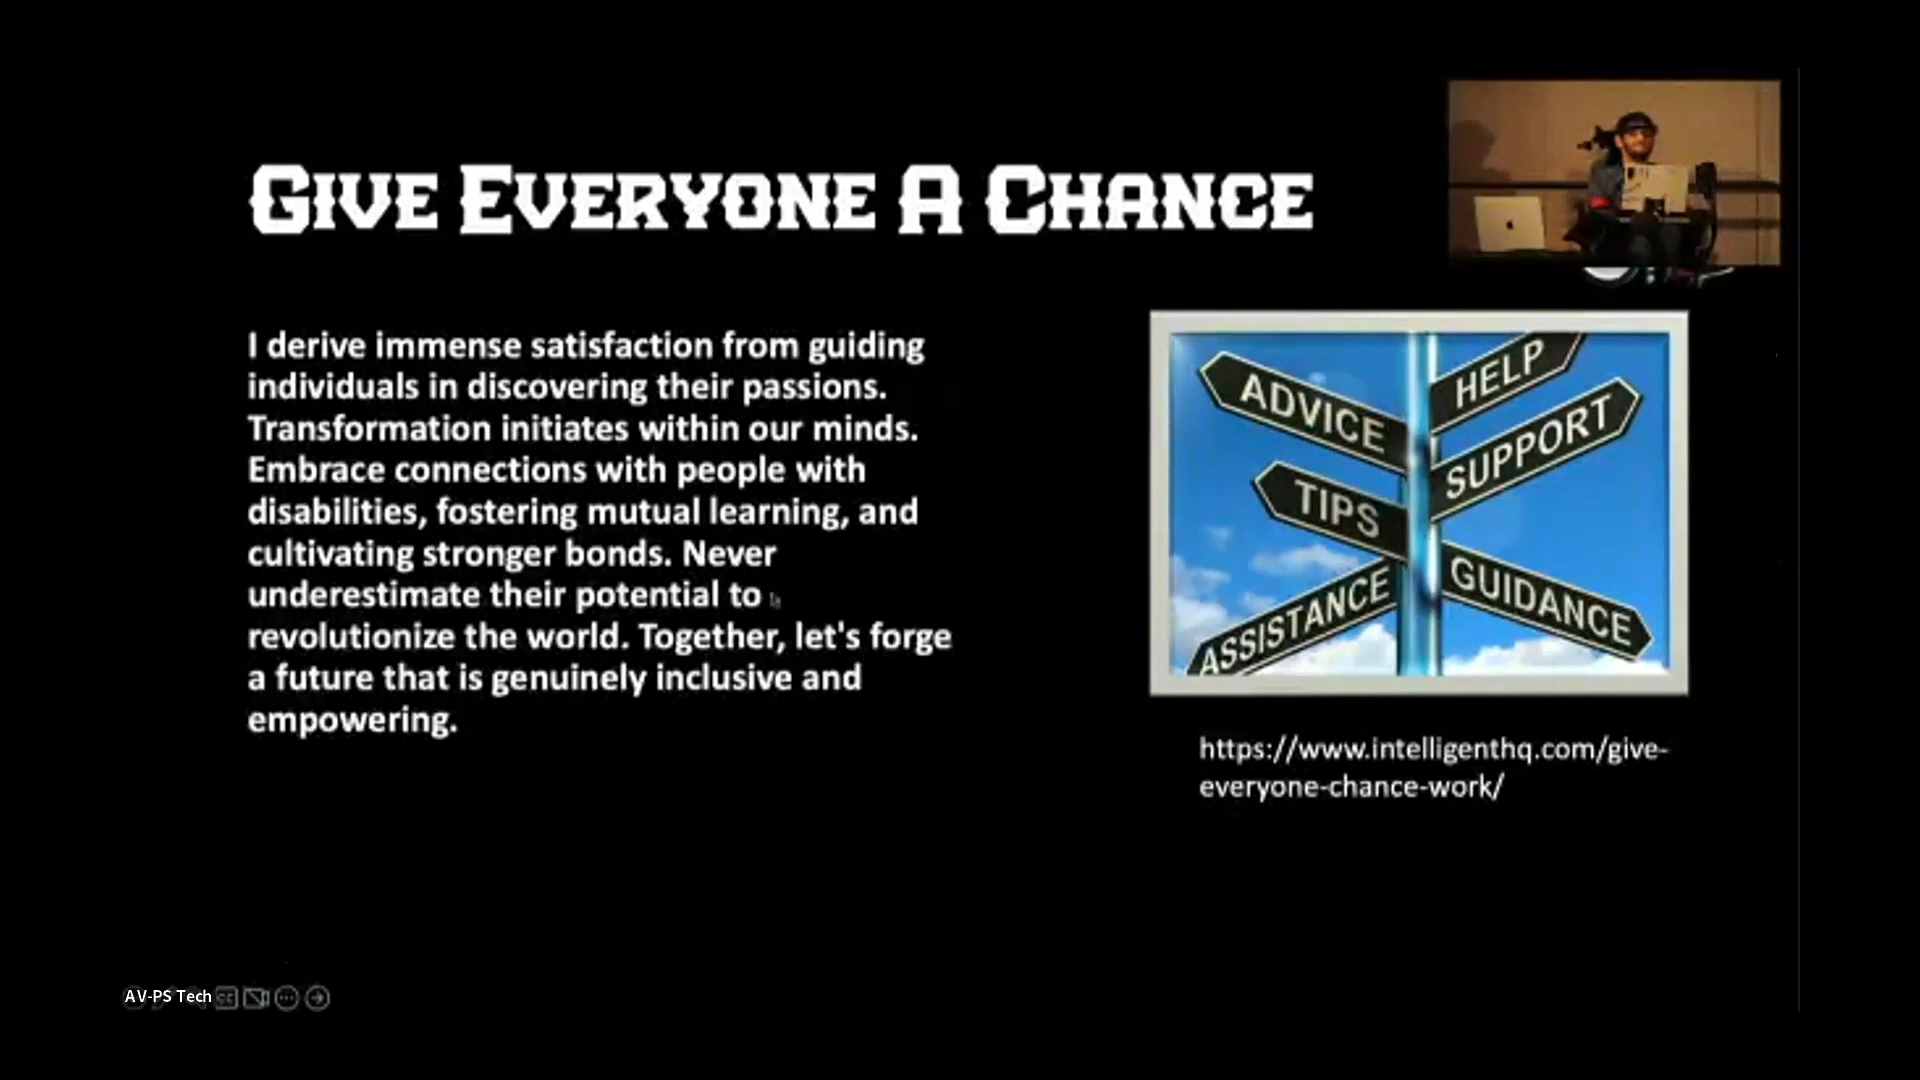 Give Everyone A Chance
I derive immense satisfaction from guiding
individuals in discovering their passions.
Transformation initiates within our minds.
Embrace connections with people with
disabilities, fostering mutual learning, and
cultivating stronger bonds. Never
underestimate their potential to
revolutionize the world. Together, let's forge
a future that is genuinely inclusive and
empowering.
HELP
ADVICE
SUPPORT
TIPS
GUIDANCE
ASSISTANCE
https://www.intelligenthq.com/give-
everyone-chance-work/
AV-PS Tech